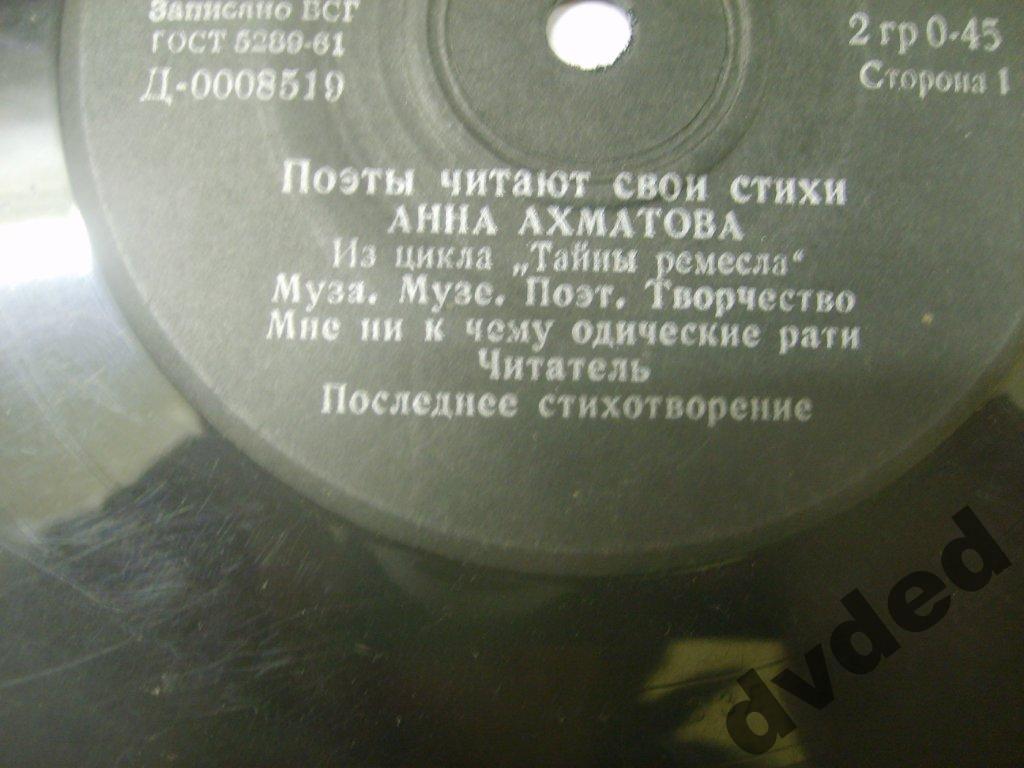 Записано ВСГ
ГОСТ 5289-61
Д-0008519
2 гр 0-45
Сторона 1
Поэты читают свои стихи
АННА АХМАТОВА
Из цикла „Тайны ремесла“
Муза. Музе. Поэт. Творчество
Мне ни к чему одические рати
Читатель
Последнее стихотворение
dvded